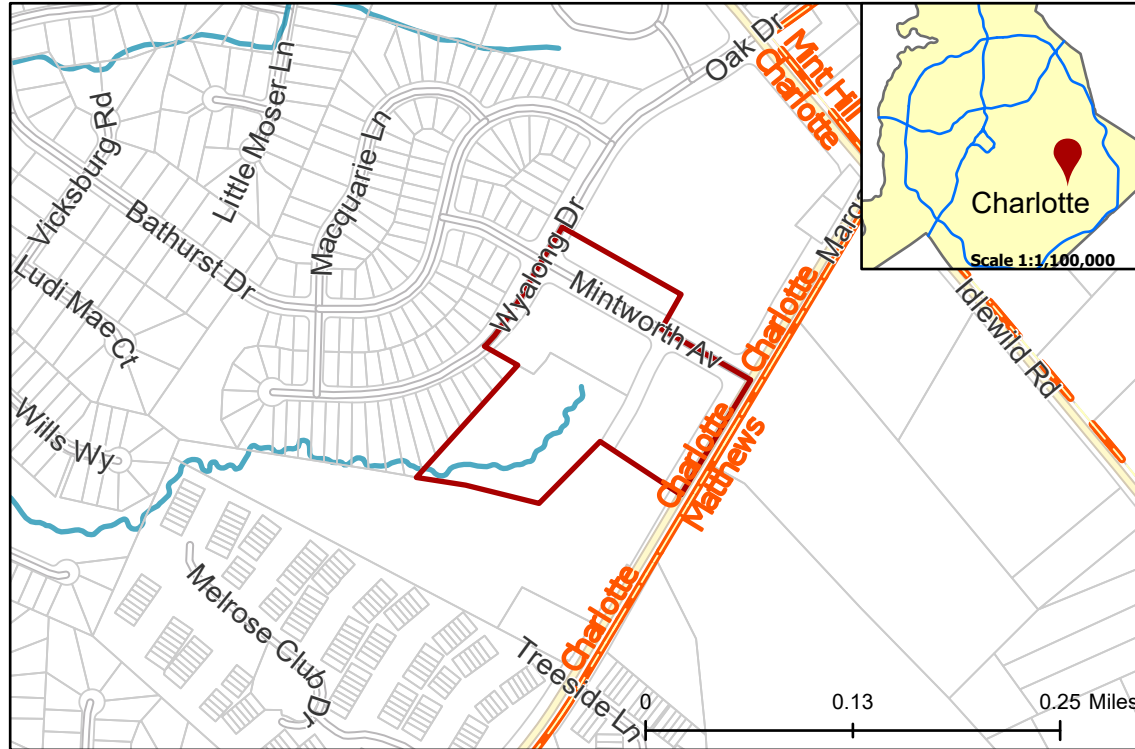 Oak Dr
Mnt Hill
Charlotte
Little Moser Ln
Macquarie Ln
Vicksburg Rd
Bathurst Dr
Ludi Mae Ct
Wills Wy
Wyalong Dr
Mintworth Av
Charlotte
Marg
Idlewild Rd
Charlotte
Charlotte
Matthews
Charlotte
Melrose Club Dr
Treeside Ln
Charlotte
Scale 1:1,100,000
0
0.13
0.25 Miles